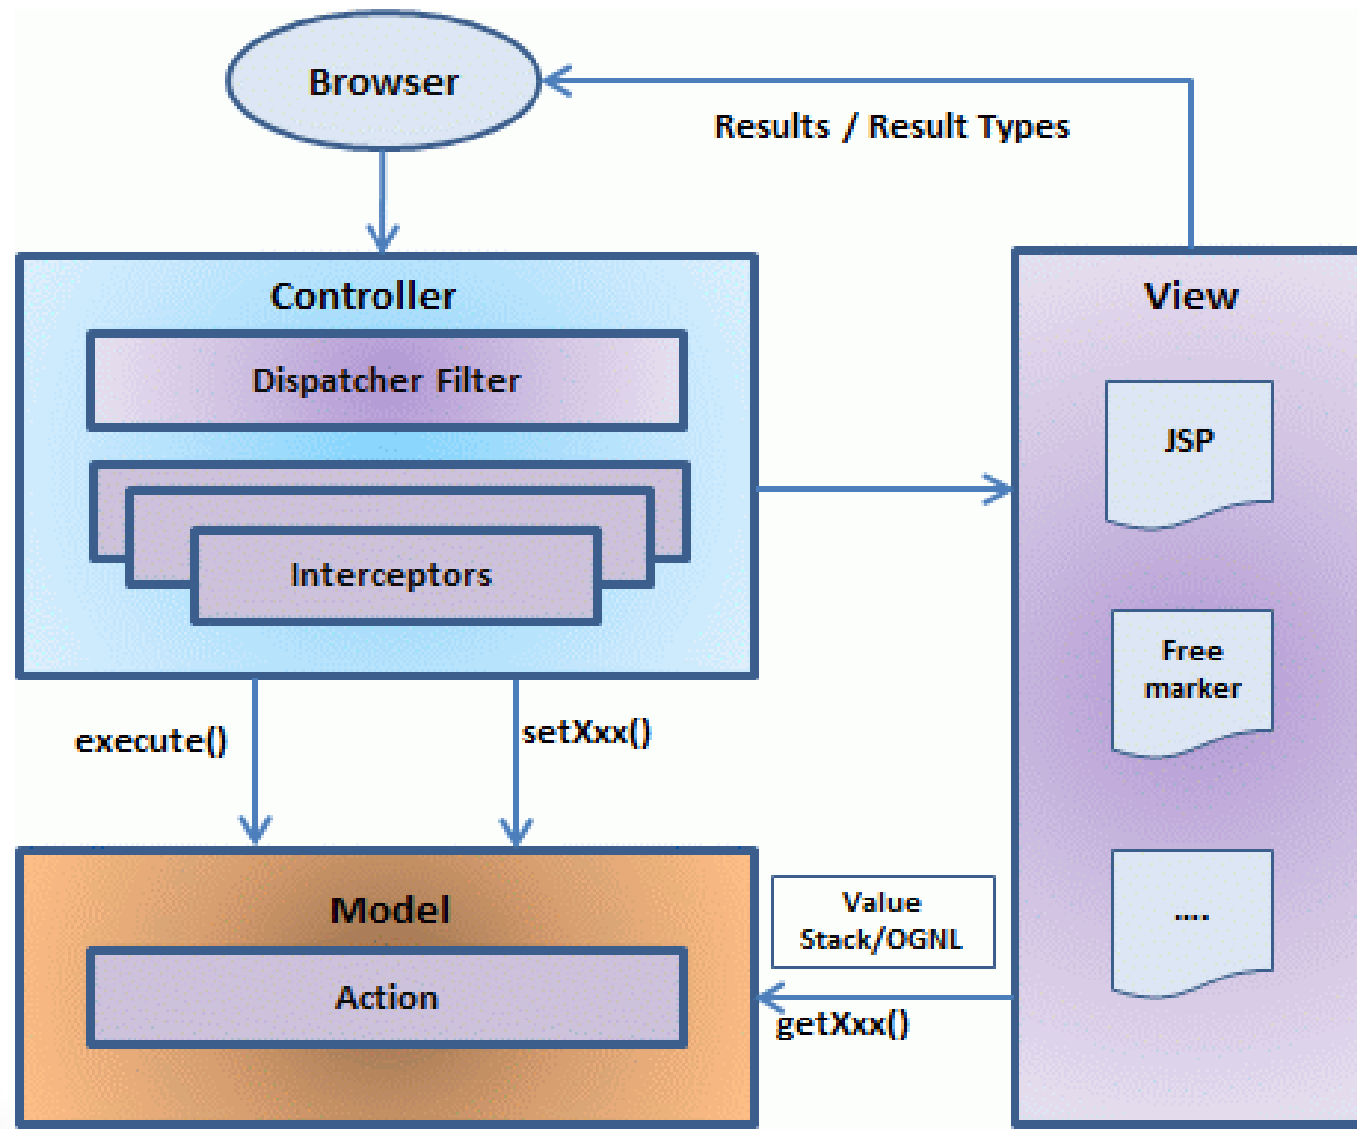 Browser
Results / Result Types
Controller
View
Dispatcher Filter
JSP
Interceptors
Free
marker
execute()
setXxx()
Model
Value
Stack/OGNL
....
Action
getXxx()